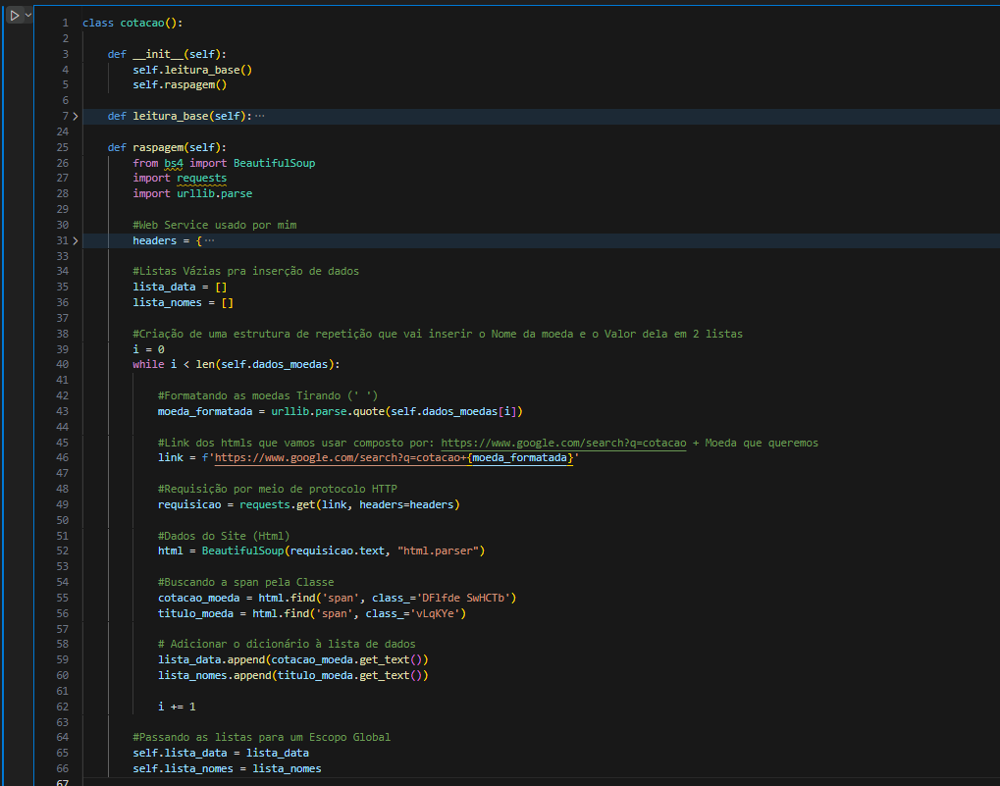 1 class cotacao():
2
3 def __init__(self):
4 self.leitura_base()
5 self.raspagem()
6
7 def leitura_base(self): ···
24
25 def raspagem(self):
26 from bs4 import BeautifulSoup
27 import requests
28 import urllib.parse
29
30 #Web Service usado por mim
31 headers = { ···
33
34 #Listas Vázias pra inserção de dados
35 lista_data = []
36 lista_nomes = []
37
38 #Criação de uma estrutura de repetição que vai inserir o Nome da moeda e o Valor dela em 2 listas
39 i = 0
40 while i < len(self.dados_moedas):
41
42 #Formatando as moedas Tirando (' ')
43 moeda_formatada = urllib.parse.quote(self.dados_moedas[i])
44
45 #Link dos htmls que vamos usar composto por: https://www.google.com/search?q=cotacao + Moeda que queremos
46 link = f'https://www.google.com/search?q=cotacao+{moeda_formatada}'
47
48 #Requisição por meio de protocolo HTTP
49 requisicao = requests.get(link, headers=headers)
50
51 #Dados do Site (Html)
52 html = BeautifulSoup(requisicao.text, "html.parser")
53
54 #Buscando a span pela Classe
55 cotacao_moeda = html.find('span', class_='DFlfde SwHCTb')
56 titulo_moeda = html.find('span', class_='vLqKYe')
57
58 # Adicionar o dicionário à lista de dados
59 lista_data.append(cotacao_moeda.get_text())
60 lista_nomes.append(titulo_moeda.get_text())
61
62 i += 1
63
64 #Passando as listas para um Escopo Global
65 self.lista_data = lista_data
66 self.lista_nomes = lista_nomes
67